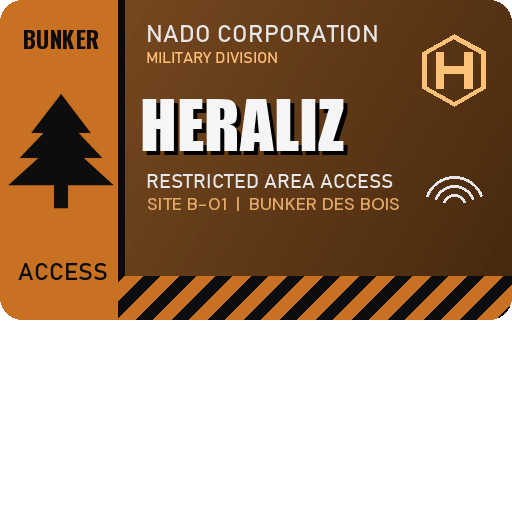 BUNKER
ACCESS
NADO CORPORATION
MILITARY DIVISION
H
HERALIZ
RESTRICTED AREA ACCESS
SITE B-01 | BUNKER DES BOIS